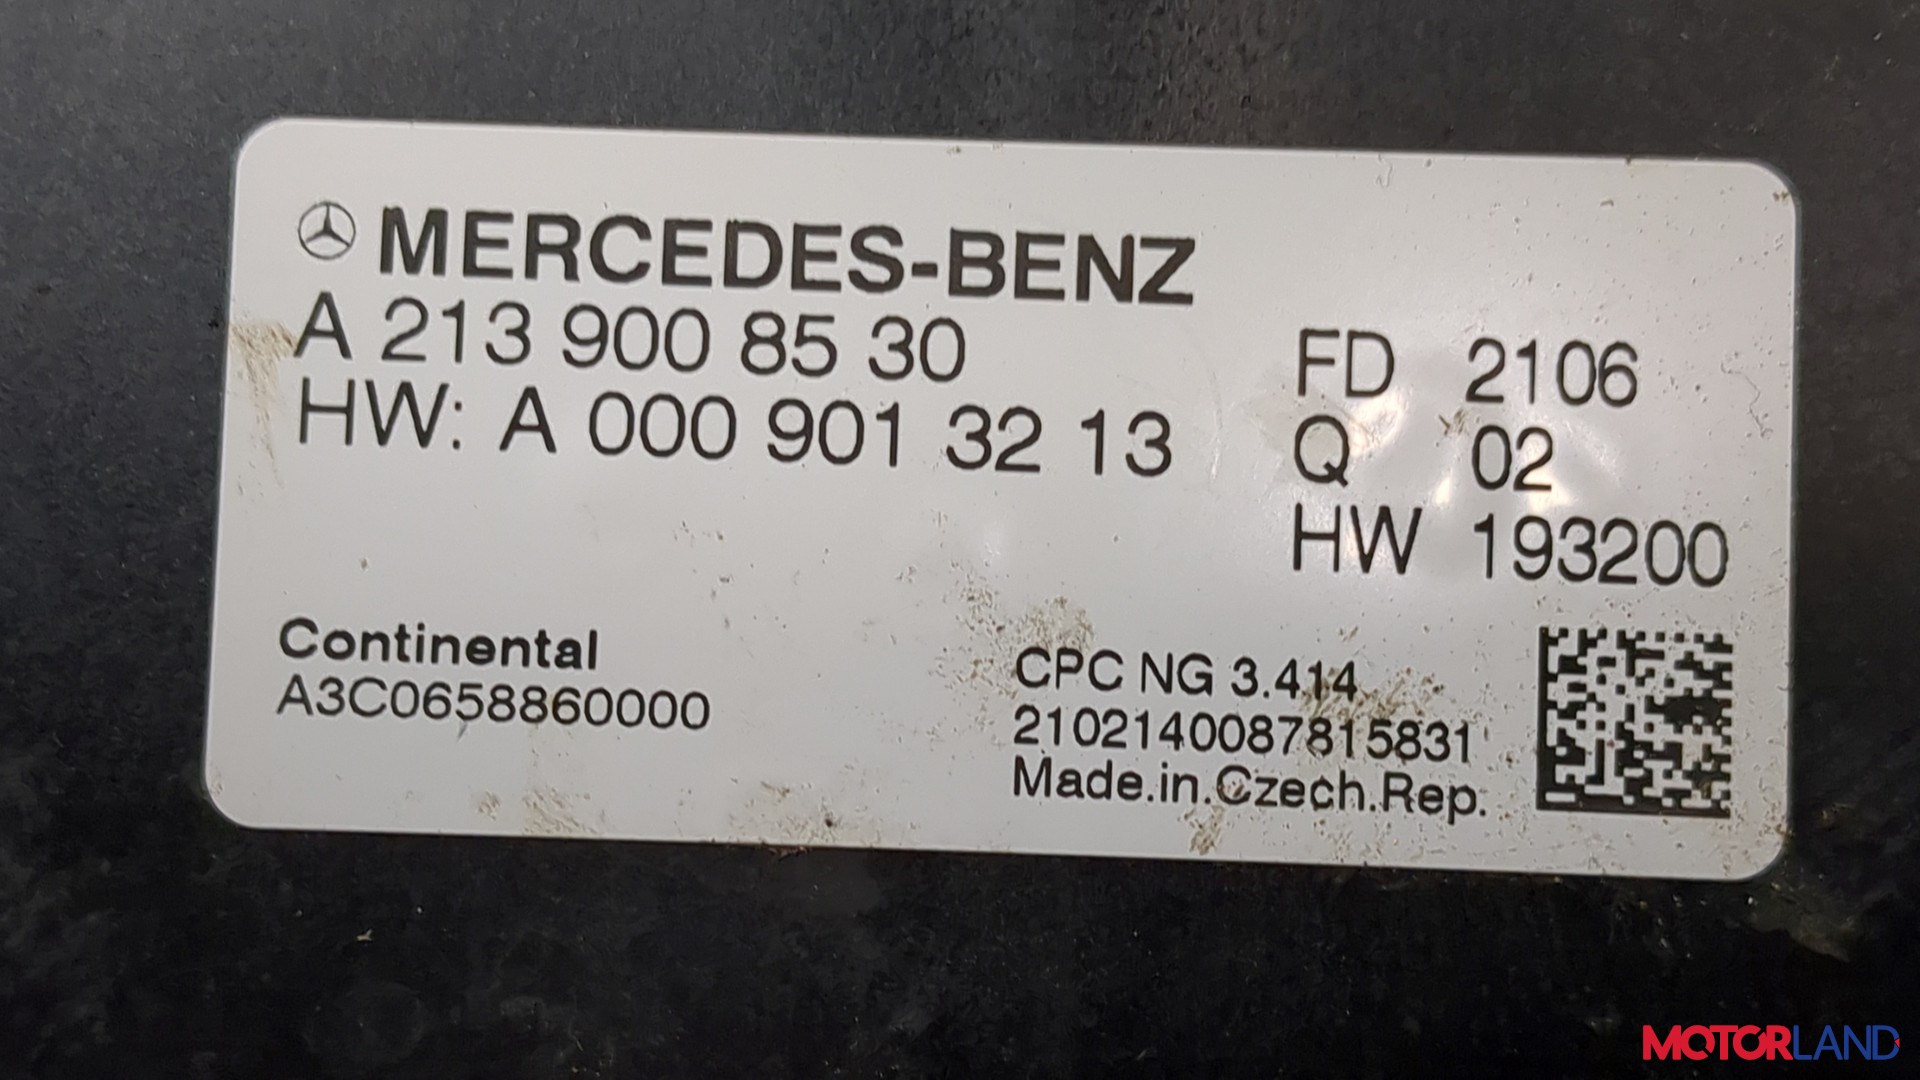 MERCEDES-BENZ
A 213 900 85 30
HW: A 000 901 32 13
FD 2106
Q 02
HW 193200
Continental
A3C0658860000
CPC NG 3.414
2102140087815831
Made.in.Czech.Rep.
MOTORLAND